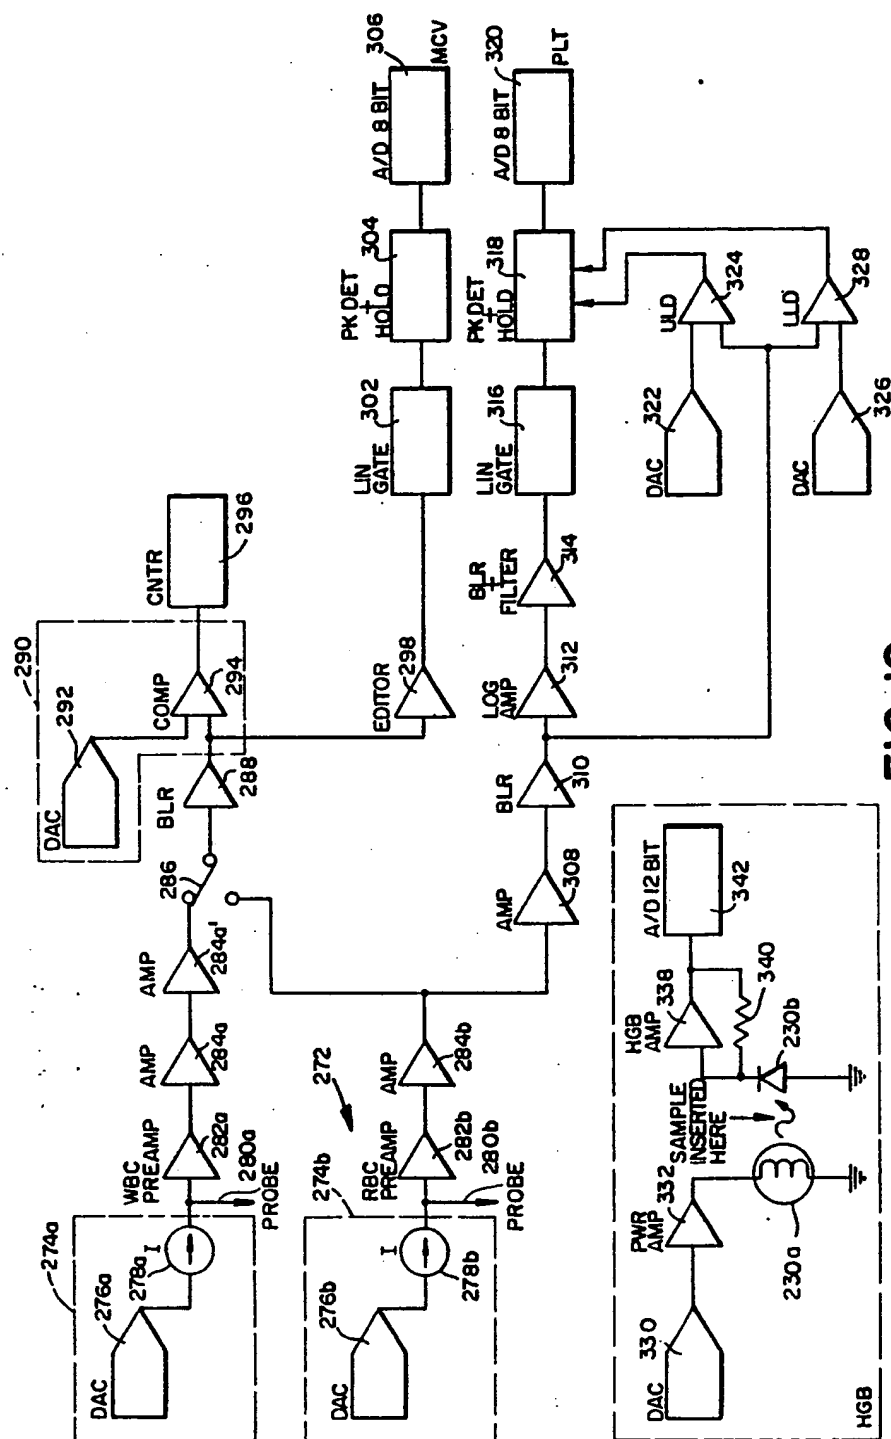 274a
276a
DAC
278a
I
280a
PROBE
WBC
PREAMP
282a
AMP
284a
AMP
284a'
286
BLR
288
290
DAC
292
COMP
294
CNTR
296
EDITOR
298
LIN
GATE
302
PK DET
+
HOLD
304
A/D 8 BIT
306
MCV
274b
276b
DAC
278b
I
280b
PROBE
RBC
PREAMP
282b
272
AMP
284b
AMP
308
BLR
310
LOG
AMP
312
BLR
+
FILTER
314
LIN
GATE
316
PK DET
+
HOLD
318
A/D 8 BIT
320
PLT
DAC
322
ULD
324
DAC
326
LLD
328
HGB
DAC
330
PWR
AMP
332
230a
SAMPLE
INSERTED
HERE
230b
HGB
AMP
338
340
A/D 12 BIT
342